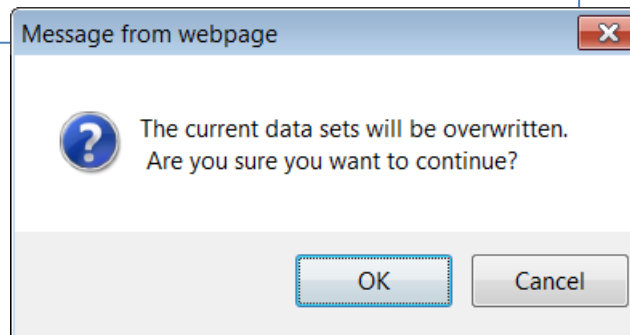 Message from webpage
The current data sets will be overwritten.
Are you sure you want to continue?
OK
Cancel